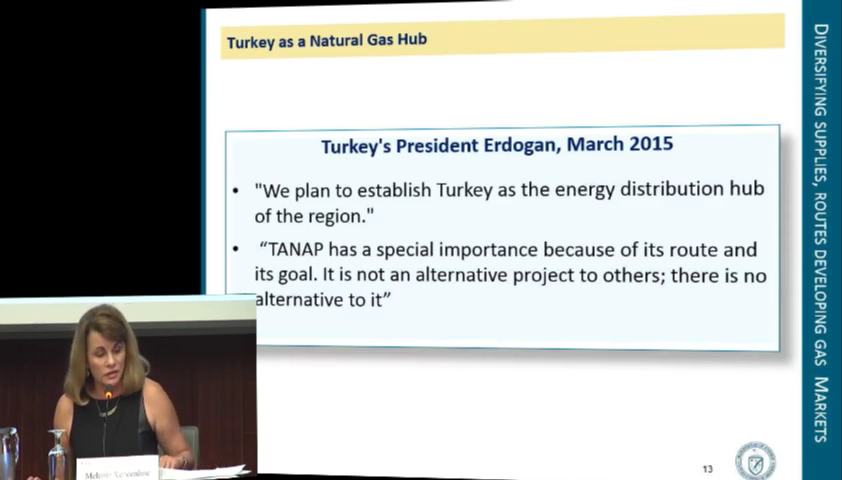 Turkey as a Natural Gas Hub
Turkey's President Erdogan, March 2015
• "We plan to establish Turkey as the energy distribution hub
of the region."
• “TANAP has a special importance because of its route and
its goal. It is not an alternative project to others; there is no
alternative to it”
13
DIVERSIFYING SUPPLIES, ROUTES DEVELOPING GAS MARKETS